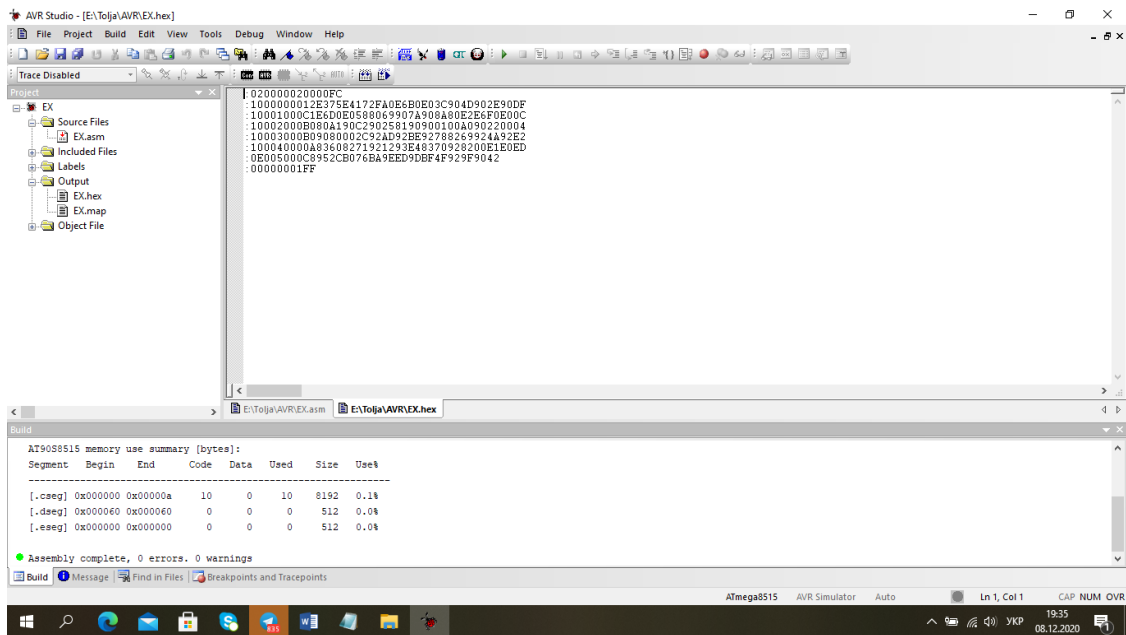 AVR Studio - [E:\Tolja\AVR\EX.hex]
File Project Build Edit View Tools Debug Window Help
Trace Disabled
Project
EX
Source Files
EX.asm
Included Files
Labels
Output
EX.hex
EX.map
Object File
:020000020000FC
:1000000012E375E4172FA0E6B0E03C904D902E90DF
:10001000C1E6D0E0588069907A908A80E2E6F0E00C
:10002000B080A190C290258190900100A090220004
:10003000B09080002C92AD92BE92788269924A92E2
:100040000A83608271921293E48370928200E1E0ED
:0E005000C8952CB076BA9EED9DBF4F929F9042
:00000001FF
E:\Tolja\AVR\EX.asm E:\Tolja\AVR\EX.hex
Build
AT90S8515 memory use summary [bytes]:
Segment Begin End Code Data Used Size Use%
---------------------------------------------------------------
[.cseg] 0x000000 0x00000a 10 0 10 8192 0.1%
[.dseg] 0x000060 0x000060 0 0 0 512 0.0%
[.eseg] 0x000000 0x000000 0 0 0 512 0.0%
Assembly complete, 0 errors. 0 warnings
Build Message Find in Files Breakpoints and Tracepoints
ATmega8515 AVR Simulator Auto Ln 1, Col 1 CAP NUM OVR
УКР
19:35
08.12.2020